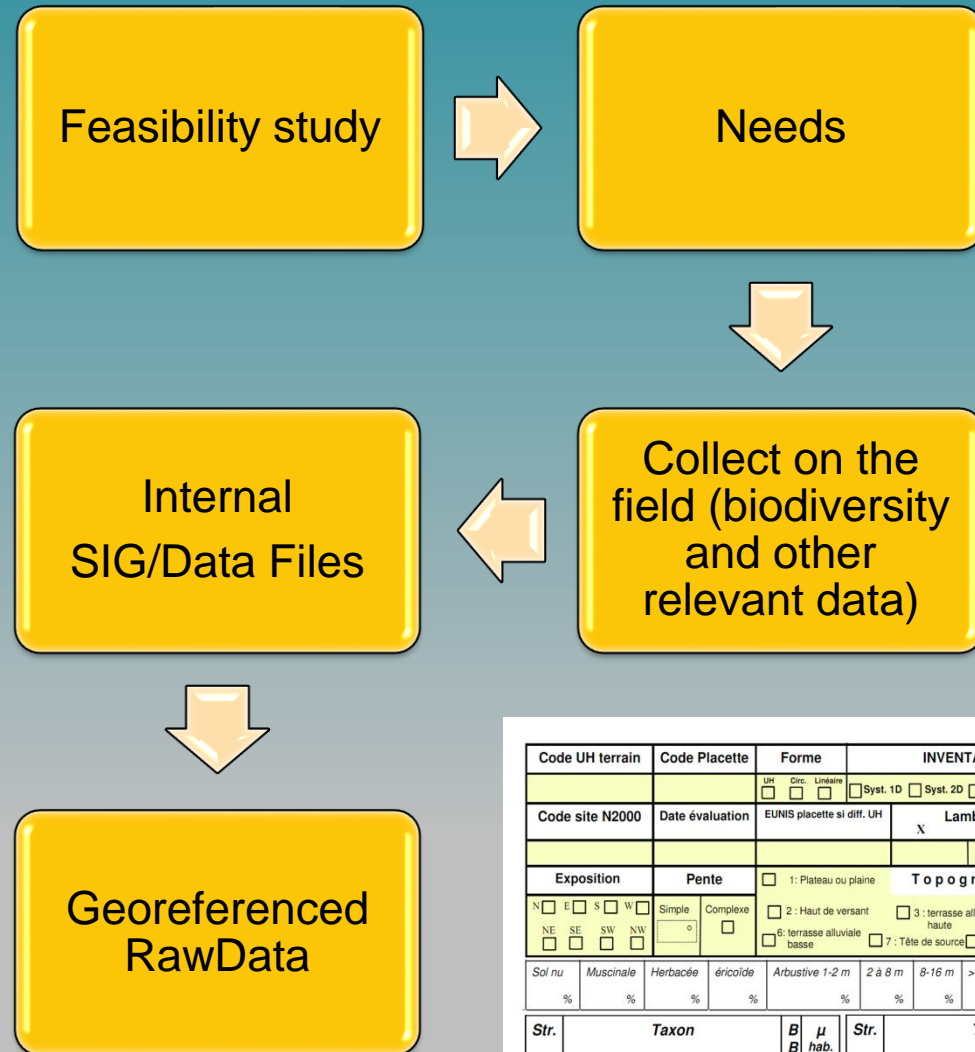 Feasibility study
Needs
Collect on the
field (biodiversity
and other
relevant data)
Internal
SIG/Data Files
Georeferenced
RawData
Code UH terrain Code Placette Forme
UH Circ. Linéaire Syst. 1D Syst. 2D
Code site N2000 Date évaluation EUNIS placette si diff. UH X
Exposition Pente 1: Plateau ou plaine
N E S W Simple Complexe 2 : Haut de versant 3 : terrasse
haute
NE SE SW NW ° 6: terrasse alluviale
basse 7 : Tête de source
Sol nu Muscinale Herbacée éricoïde Arbustive 1-2 m 2 à 8 m 8-16 m >
% % % % % % %
Str. Taxon B µ Str.
B hab.